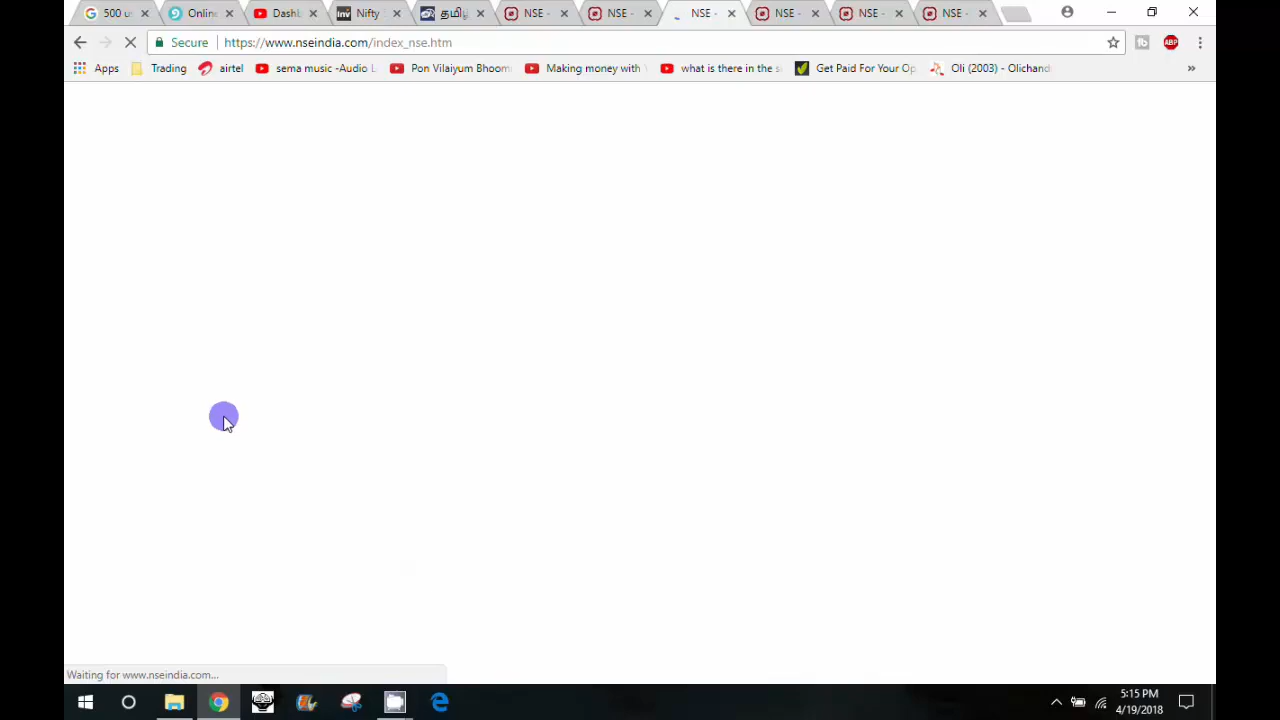 500 u
Online
Dashb
Nifty
தமிழ
NSE -
NSE -
NSE -
NSE -
NSE -
NSE -
Secure https://www.nseindia.com/index_nse.htm
Apps Trading airtel sema music -Audio L Pon Vilaiyum Bhoom Making money with what is there in the s Get Paid For Your Op Oli (2003) - Olichand »
Waiting for www.nseindia.com...
5:15 PM
4/19/2018